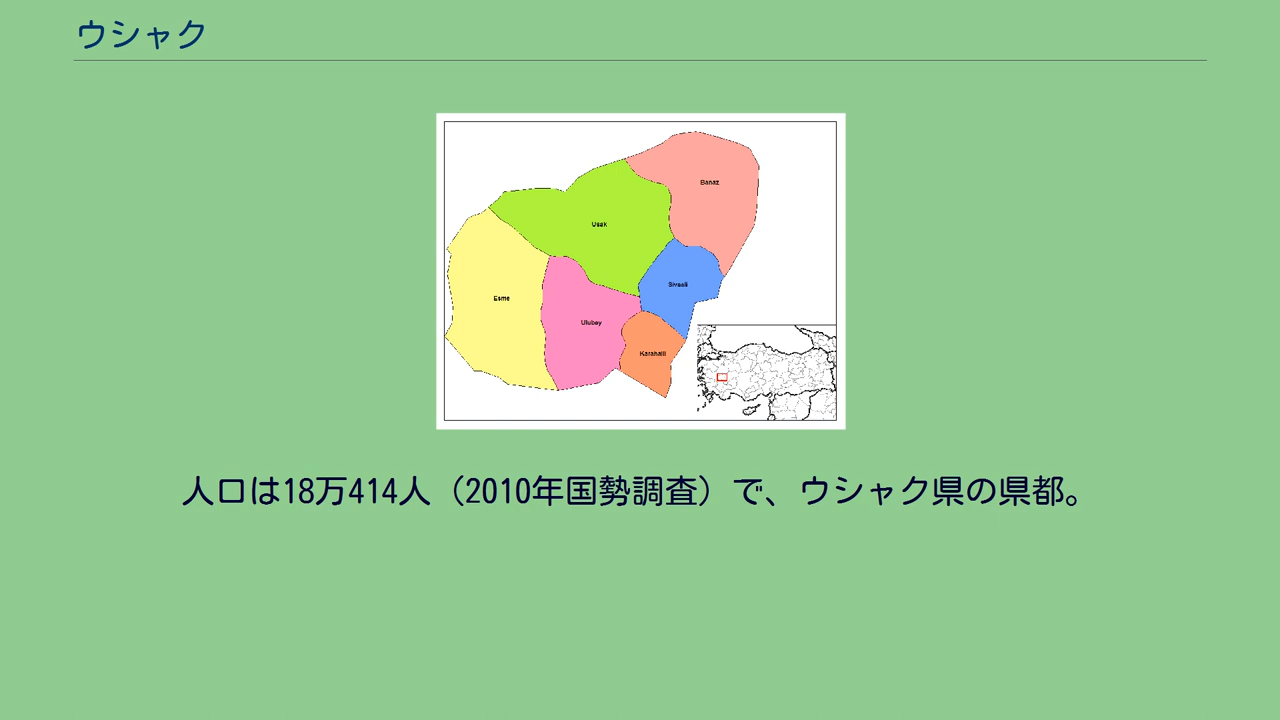 ウシャク
Banaz
Usak
Sivasli
Esme
Ulubey
Karahalli
人口は18万414人（2010年国勢調査）で、ウシャク県の県都。